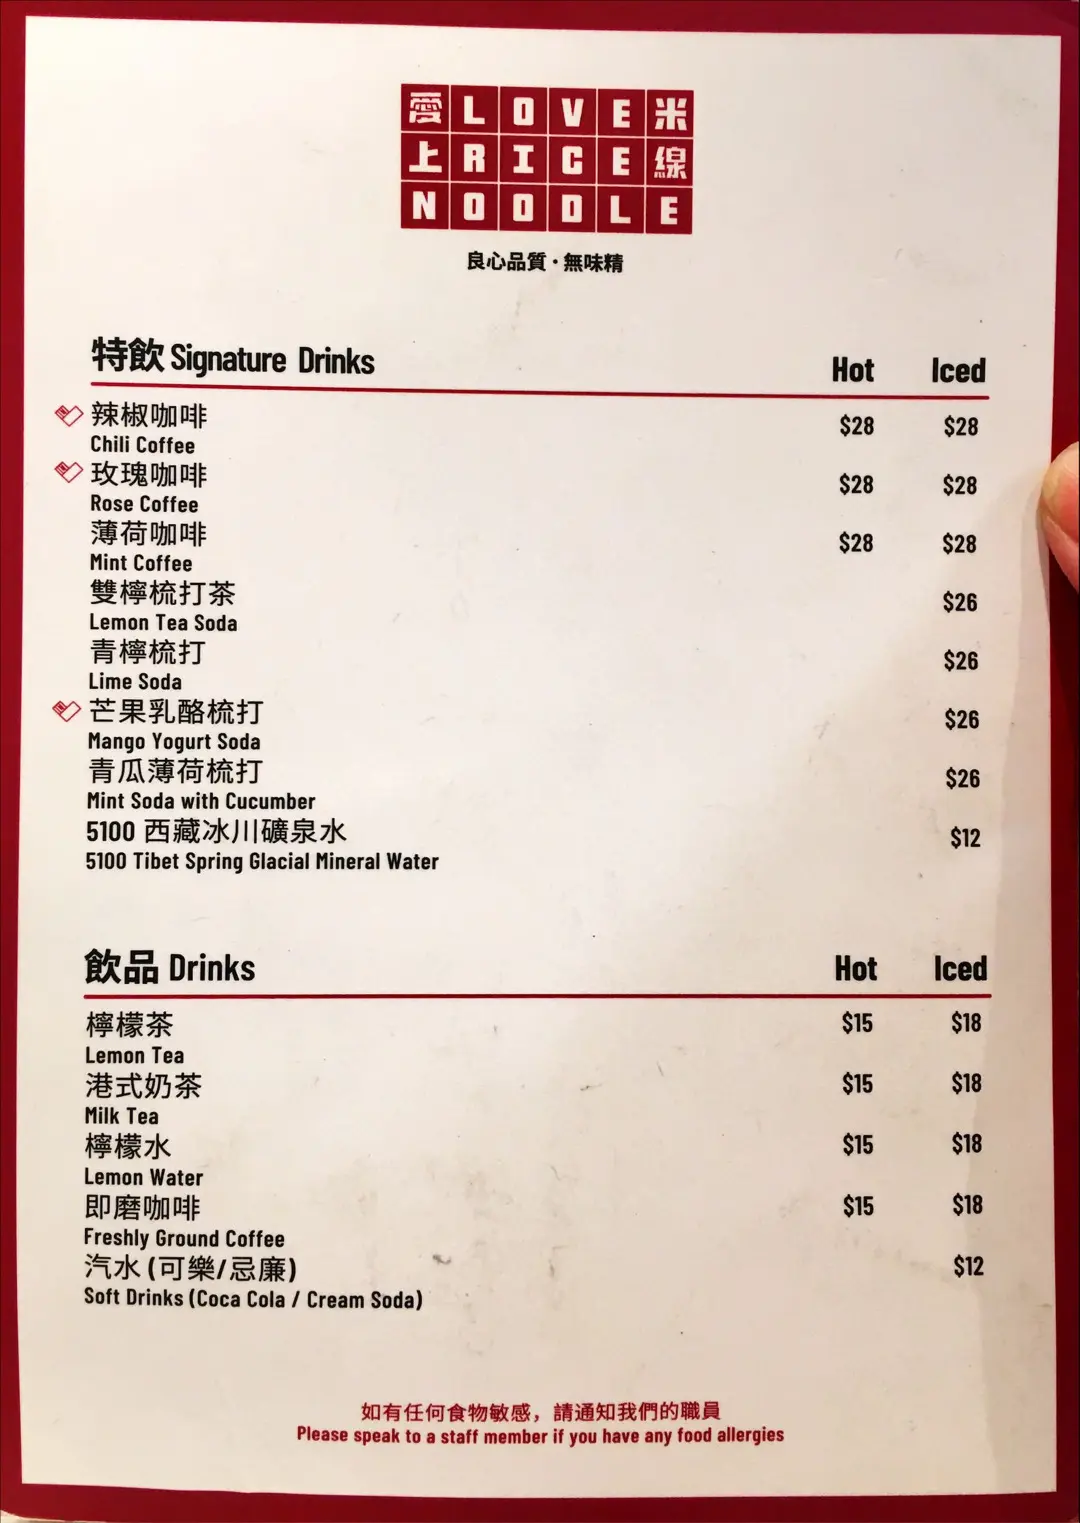 愛LOVE米
上RICE線
NOODLE
良心品質·無味精
特飲 Signature Drinks Hot Iced
辣椒咖啡 $28 $28
Chili Coffee
玫瑰咖啡 $28 $28
Rose Coffee
薄荷咖啡 $28 $28
Mint Coffee
雙檸梳打茶 $26
Lemon Tea Soda
青檸梳打 $26
Lime Soda
芒果乳酪梳打 $26
Mango Yogurt Soda
青瓜薄荷梳打 $26
Mint Soda with Cucumber
5100 西藏冰川礦泉水 $12
5100 Tibet Spring Glacial Mineral Water
飲品 Drinks Hot Iced
檸檬茶 $15 $18
Lemon Tea
港式奶茶 $15 $18
Milk Tea
檸檬水 $15 $18
Lemon Water
即磨咖啡 $15 $18
Freshly Ground Coffee
汽水 (可樂/忌廉) $12
Soft Drinks (Coca Cola / Cream Soda)
如有任何食物敏感，請通知我們的職員
Please speak to a staff member if you have any food allergies